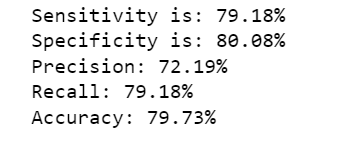 Sensitivity is: 79.18%
Specificity is: 80.08%
Precision: 72.19%
Recall: 79.18%
Accuracy: 79.73%